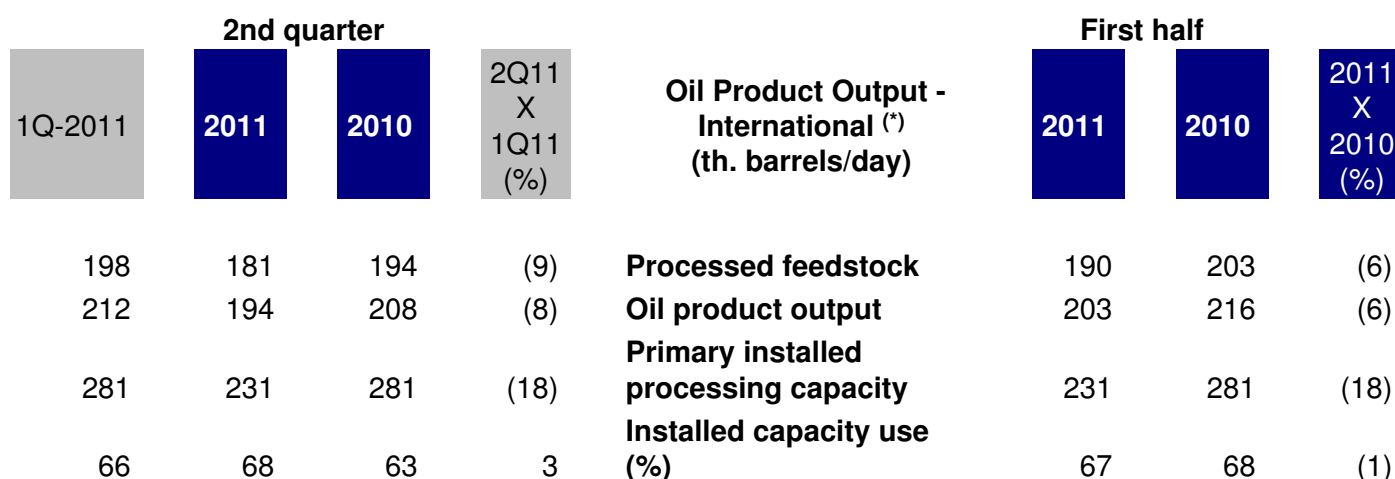 2nd quarter First half
1Q-2011 2011 2010 2Q11 X 1Q11 (%) Oil Product Output - International (*) (th. barrels/day) 2011 2010 2011 X 2010 (%)
198 181 194 (9) Processed feedstock 190 203 (6)
212 194 208 (8) Oil product output 203 216 (6)
Primary installed
281 231 281 (18) processing capacity 231 281 (18)
Installed capacity use
66 68 63 3 (%) 67 68 (1)